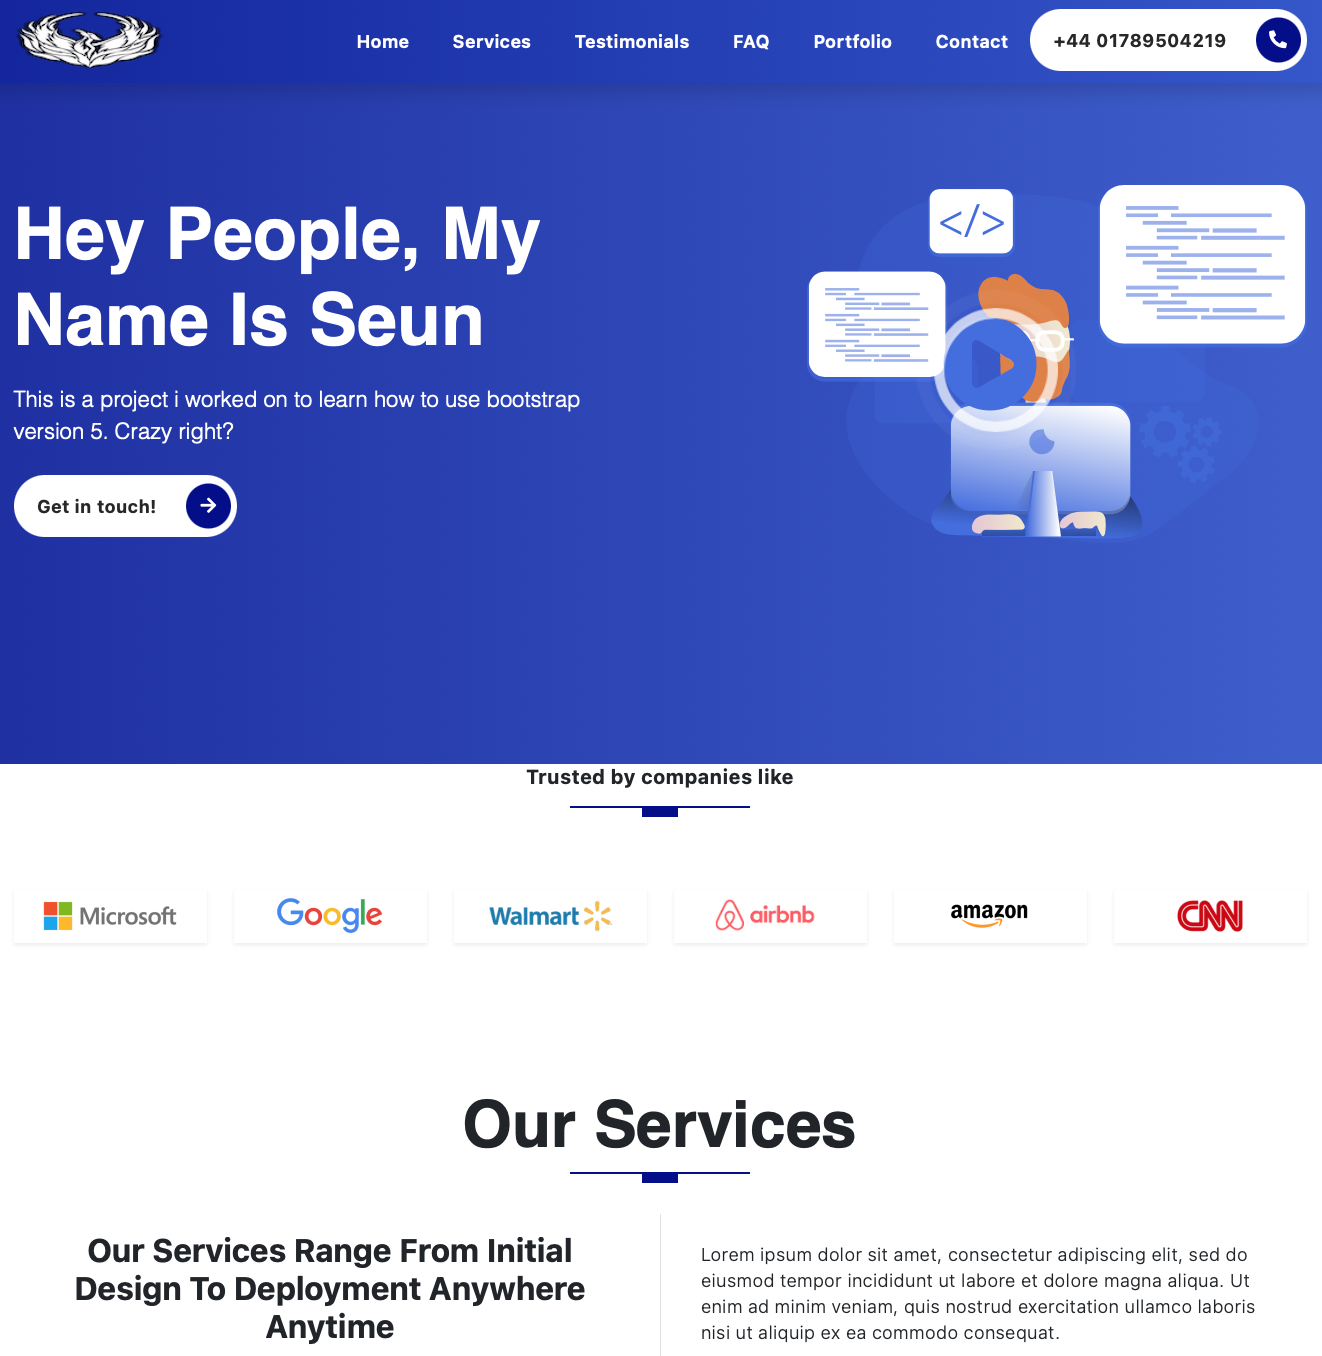 Home Services Testimonials FAQ Portfolio Contact +44 01789504219
Hey People, My
Name Is Seun
This is a project i worked on to learn how to use bootstrap
version 5. Crazy right?
Get in touch!
</>
Trusted by companies like
Microsoft Google Walmart airbnb amazon CNN
Our Services
Our Services Range From Initial
Design To Deployment Anywhere
Anytime
Lorem ipsum dolor sit amet, consectetur adipiscing elit, sed do
eiusmod tempor incididunt ut labore et dolore magna aliqua. Ut
enim ad minim veniam, quis nostrud exercitation ullamco laboris
nisi ut aliquip ex ea commodo consequat.